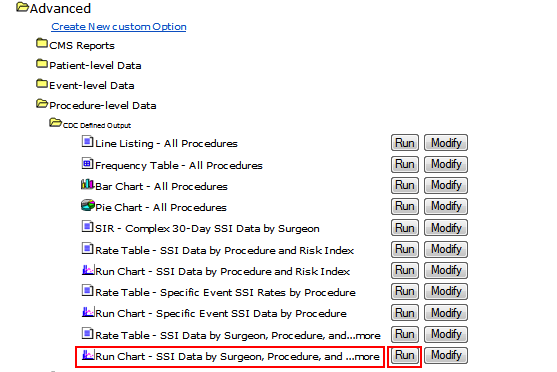 Advanced
Create New custom Option
CMS Reports
Patient-level Data
Event-level Data
Procedure-level Data
CDC Defined Output
Line Listing - All Procedures Run Modify
Frequency Table - All Procedures Run Modify
Bar Chart - All Procedures Run Modify
Pie Chart - All Procedures Run Modify
SIR - Complex 30-Day SSI Data by Surgeon Run Modify
Rate Table - SSI Data by Procedure and Risk Index Run Modify
Run Chart - SSI Data by Procedure and Risk Index Run Modify
Rate Table - Specific Event SSI Rates by Procedure Run Modify
Run Chart - Specific Event SSI Data by Procedure Run Modify
Rate Table - SSI Data by Surgeon, Procedure, and...more Run Modify
Run Chart - SSI Data by Surgeon, Procedure, and ...more Run Modify